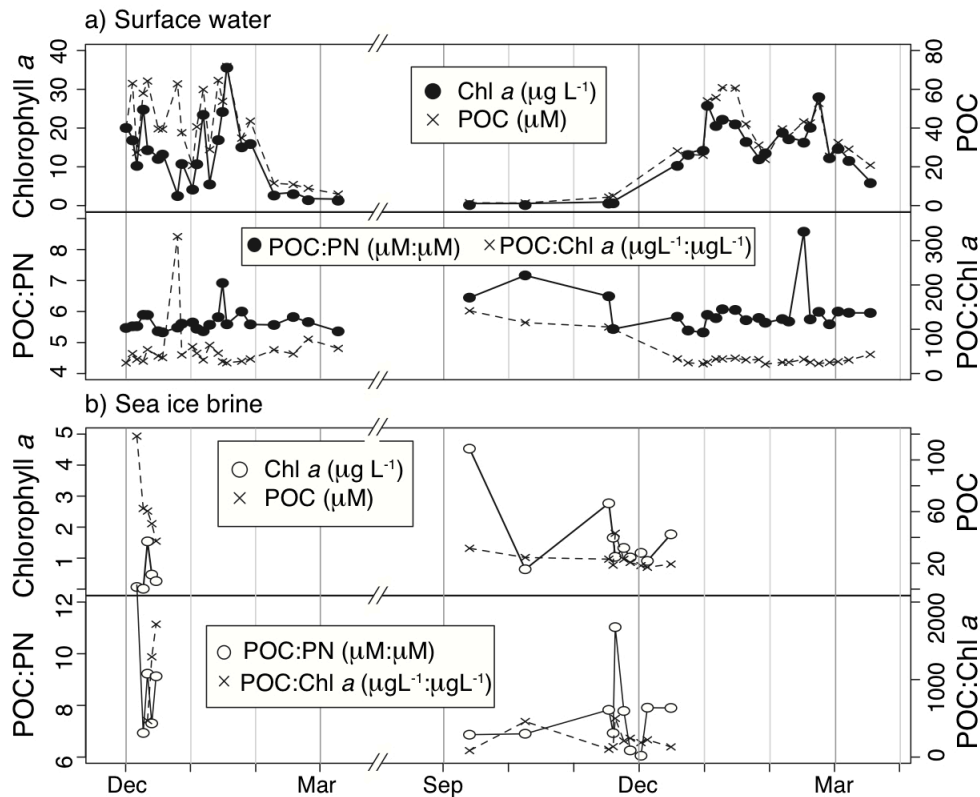 a) Surface water
Chlorophyll a
40
30
20
10
0
Chl a (μg L⁻¹)
POC (μM)
80
60
40
20
0
POC
POC:PN
8
7
6
5
4
POC:PN (μM:μM) POC:Chl a (μgL⁻¹:μgL⁻¹)
300
200
100
0
POC:Chl a
b) Sea ice brine
Chlorophyll a
5
4
3
2
1
Chl a (μg L⁻¹)
POC (μM)
100
60
40
20
0
POC
POC:PN
12
10
8
6
POC:PN (μM:μM)
POC:Chl a (μgL⁻¹:μgL⁻¹)
2000
1000
0
POC:Chl a
Dec Mar Sep Dec Mar